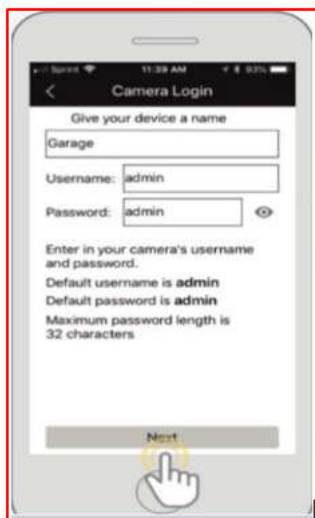 Sprint 11:39 AM 93%
Camera Login
Give your device a name
Garage
Username: admin
Password: admin
Enter in your camera's username
and password.
Default username is admin
Default password is admin
Maximum password length is
32 characters
Next